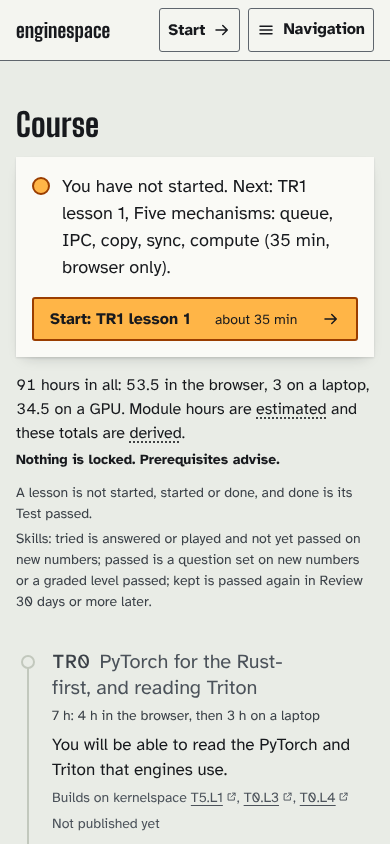 enginespace
Start →
Navigation
Course
You have not started. Next: TR1
lesson 1, Five mechanisms: queue,
IPC, copy, sync, compute (35 min,
browser only).
Start: TR1 lesson 1 about 35 min →
91 hours in all: 53.5 in the browser, 3 on a laptop,
34.5 on a GPU. Module hours are estimated and
these totals are derived.
Nothing is locked. Prerequisites advise.
A lesson is not started, started or done, and done is its
Test passed.
Skills: tried is answered or played and not yet passed on
new numbers; passed is a question set on new numbers
or a graded level passed; kept is passed again in Review
30 days or more later.
TR0 PyTorch for the Rust-
first, and reading Triton
7 h: 4 h in the browser, then 3 h on a laptop
You will be able to read the PyTorch and
Triton that engines use.
Builds on kernelspace T5.L1, T0.L3, T0.L4
Not published yet